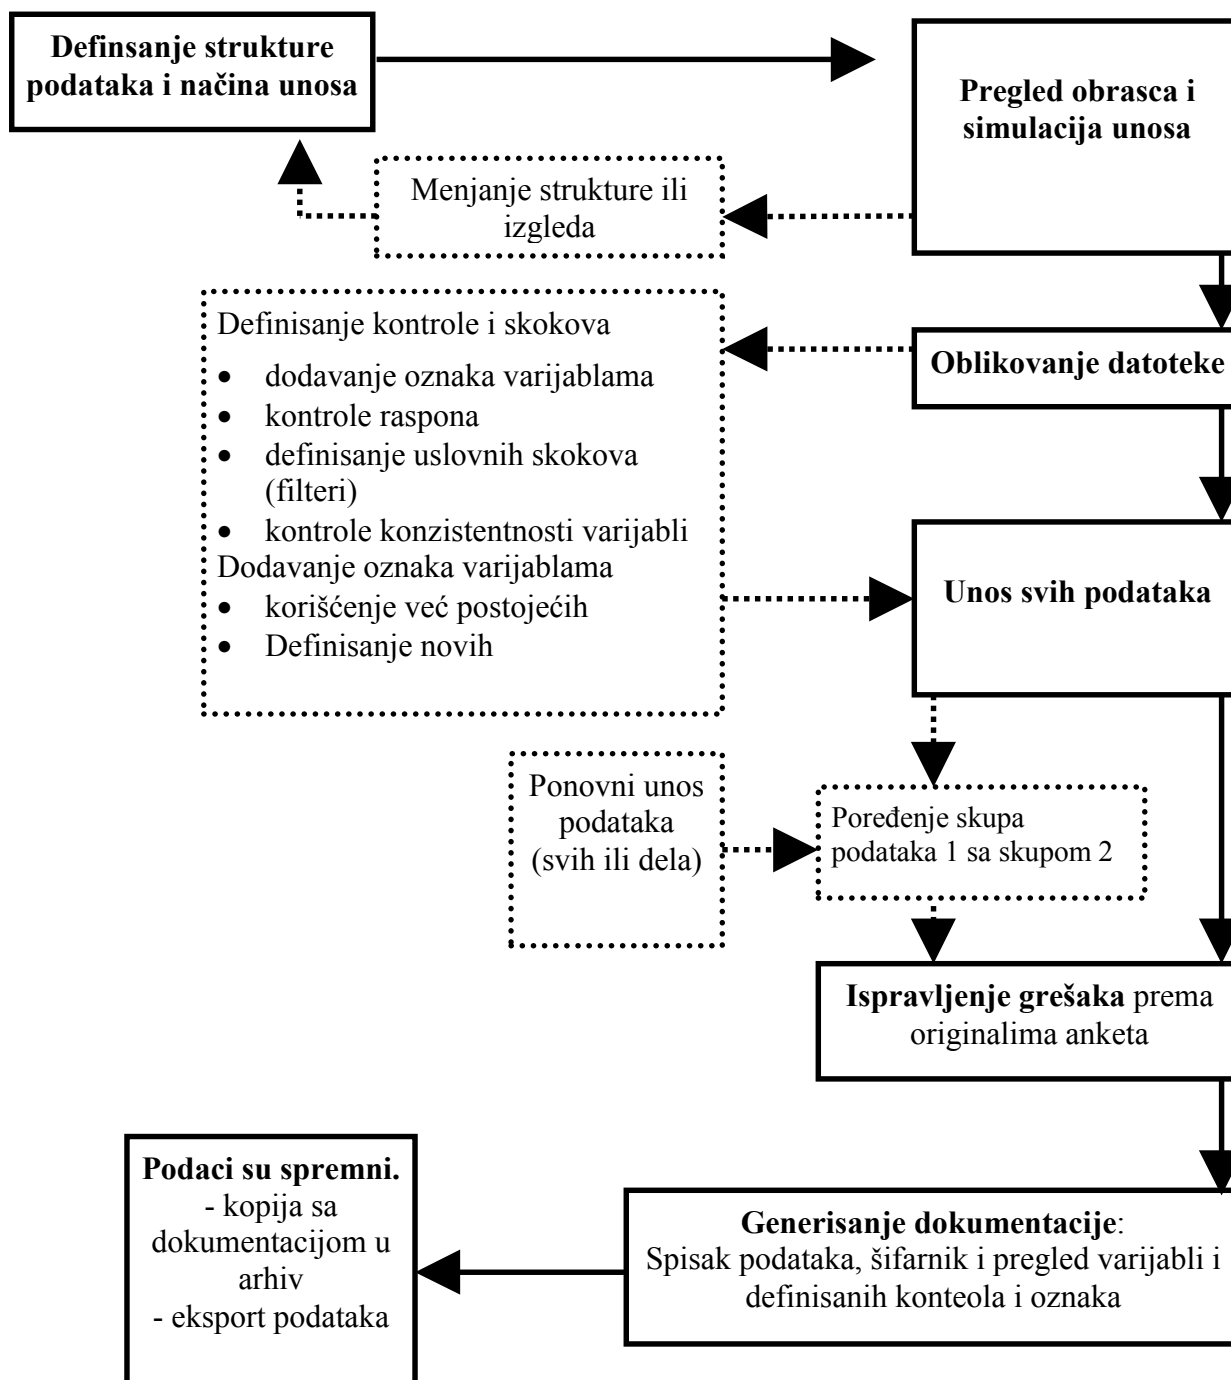 Definsanje strukture
podataka i načina unosa
Pregled obrasca i
simulacija unosa
Menjanje strukture ili
izgleda
Definisanje kontrole i skokova
• dodavanje oznaka varijablama
• kontrole raspona
• definisanje uslovnih skokova
(filteri)
• kontrole konzistentnosti varijabli
Dodavanje oznaka varijablama
• korišćenje već postojećih
• Definisanje novih
Oblikovanje datoteke
Unos svih podataka
Ponovni unos
podataka
(svih ili dela)
Poređenje skupa
podataka 1 sa skupom 2
Ispravljenje grešaka prema
originalima anketa
Podaci su spremni.
- kopija sa
dokumentacijom u
arhiv
- eksport podataka
Generisanje dokumentacije:
Spisak podataka, šifarnik i pregled varijabli i
definisanih konteola i oznaka